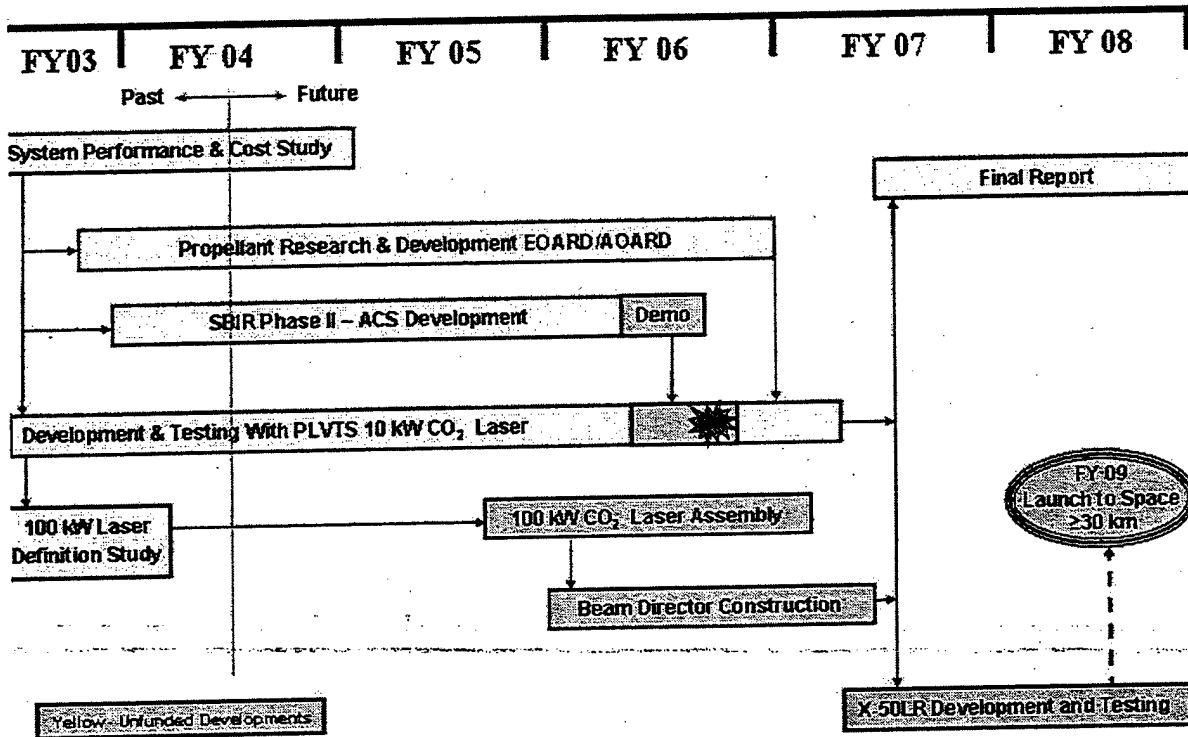 FY03 FY 04 FY 05 FY 06 FY 07 FY 08
Past Future
System Performance & Cost Study
Final Report
Propellant Research & Development EOARD/AOARD
SBIR Phase II – ACS Development
Demo
Development & Testing With PLVTS 10 kW CO₂ Laser
FY-09
Launch to Space
≥30 km
100 kW Laser
Definition Study
100 kW CO₂ Laser Assembly
Beam Director Construction
X-50LR Development and Testing
Yellow- Unfunded Developments